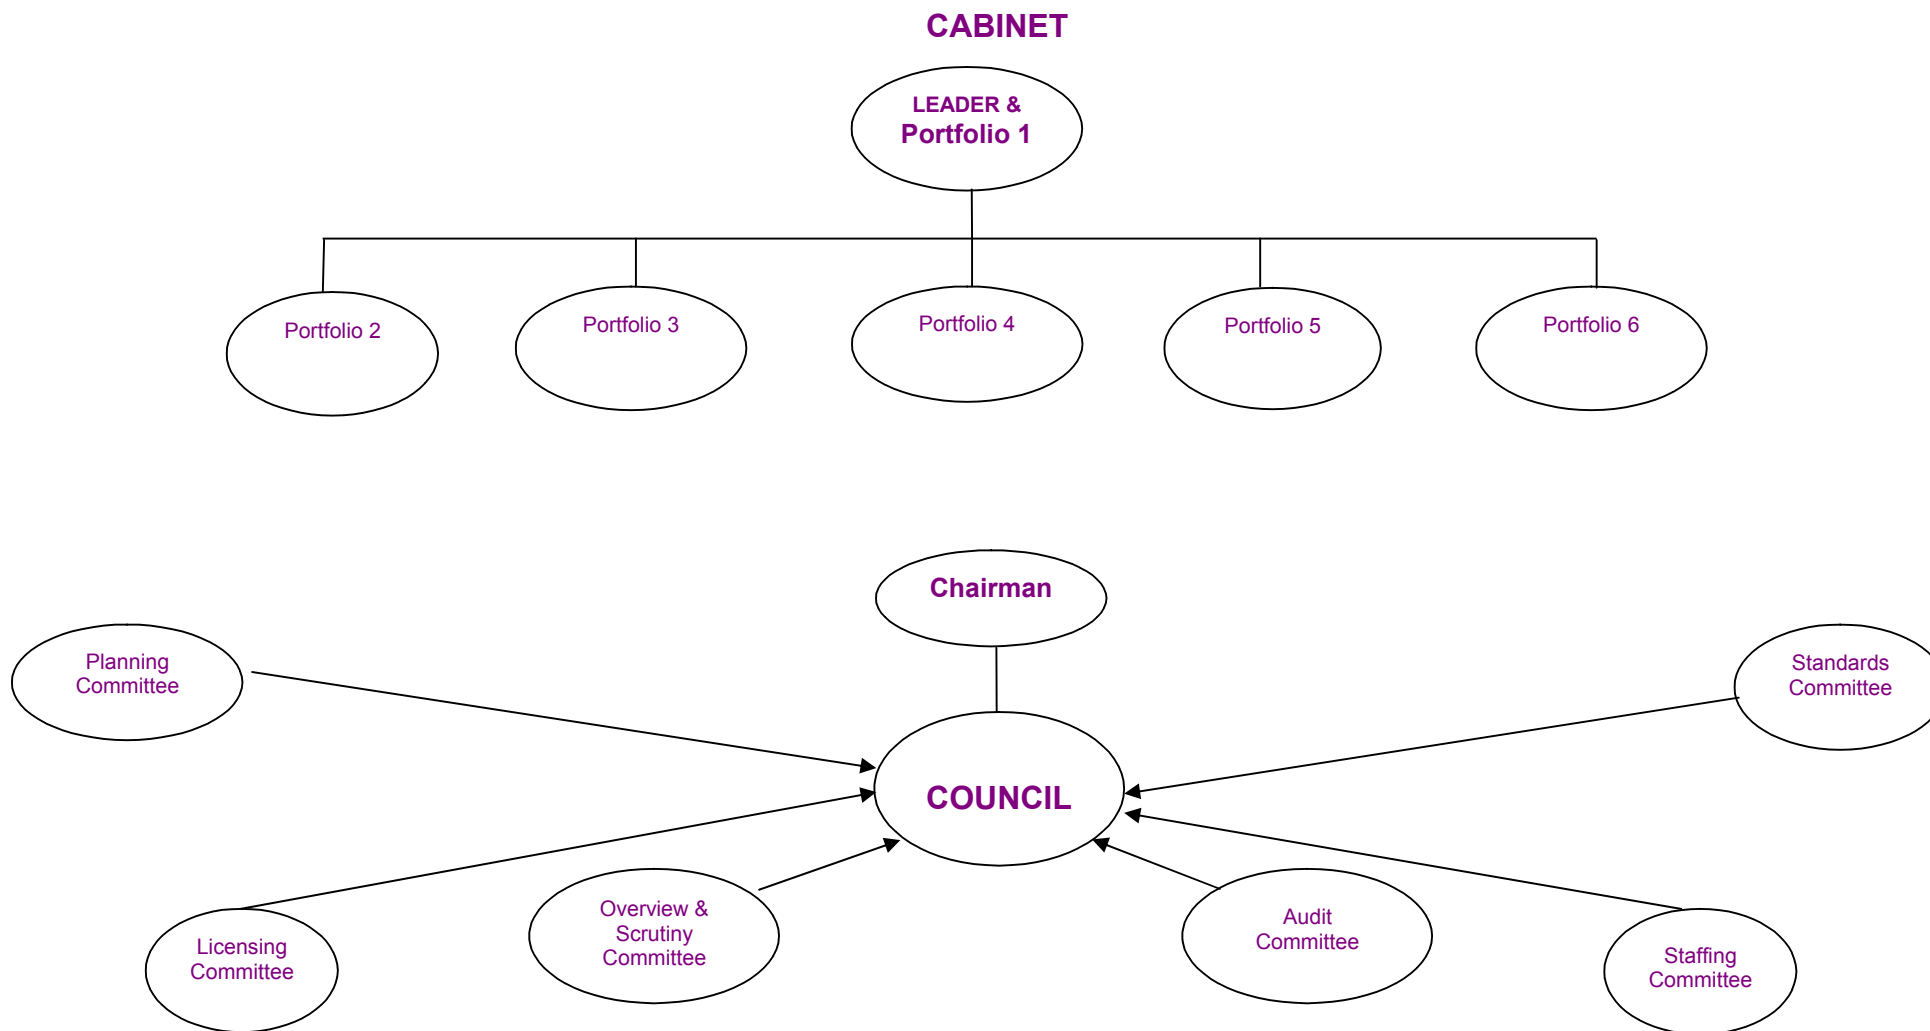 CABINET
LEADER &
Portfolio 1
Portfolio 2
Portfolio 3
Portfolio 4
Portfolio 5
Portfolio 6
Chairman
Planning
Committee
Standards
Committee
COUNCIL
Licensing
Committee
Overview &
Scrutiny
Committee
Audit
Committee
Staffing
Committee